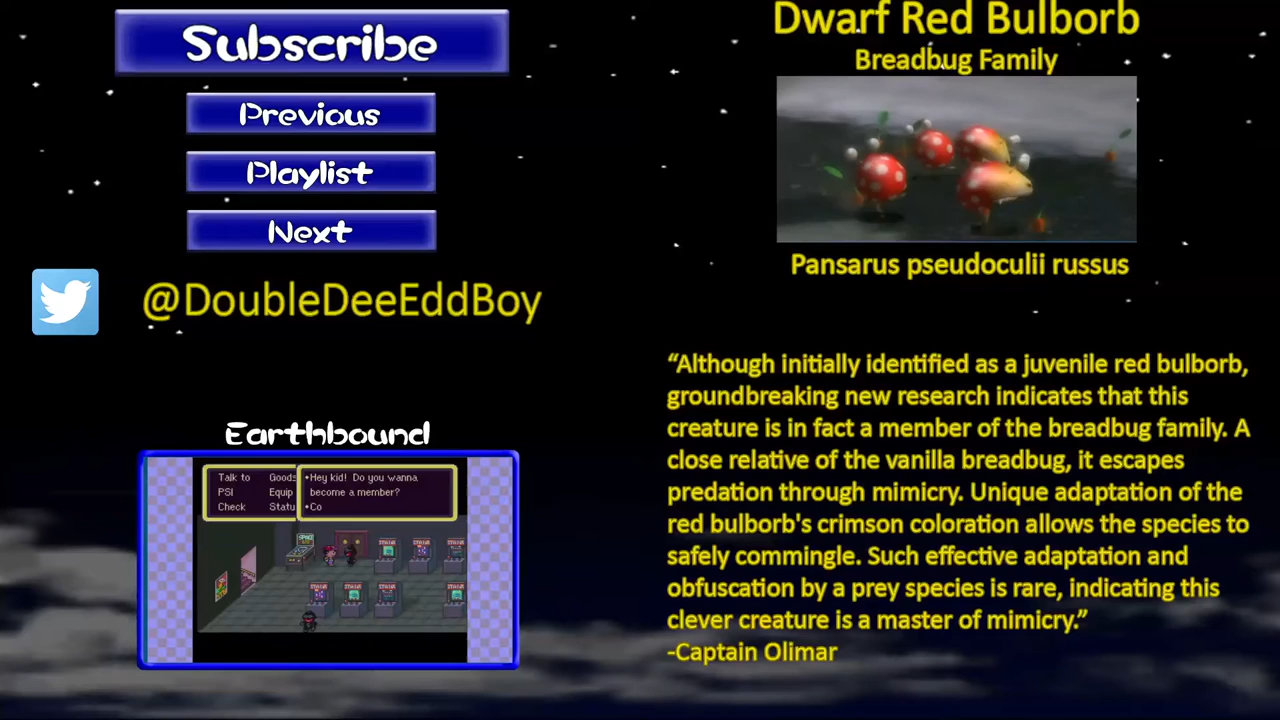 Subscribe
Previous
Playlist
Next
@DoubleDeeEddBoy
Earthbound
Talk to Goods
PSI Equip
Check Statu
•Hey kid! Do you wanna
become a member?
•Co
Dwarf Red Bulborb
Breadbug Family
Pansarus pseudoculii russus
“Although initially identified as a juvenile red bulborb,
groundbreaking new research indicates that this
creature is in fact a member of the breadbug family. A
close relative of the vanilla breadbug, it escapes
predation through mimicry. Unique adaptation of the
red bulborb's crimson coloration allows the species to
safely commingle. Such effective adaptation and
obfuscation by a prey species is rare, indicating this
clever creature is a master of mimicry.”
-Captain Olimar